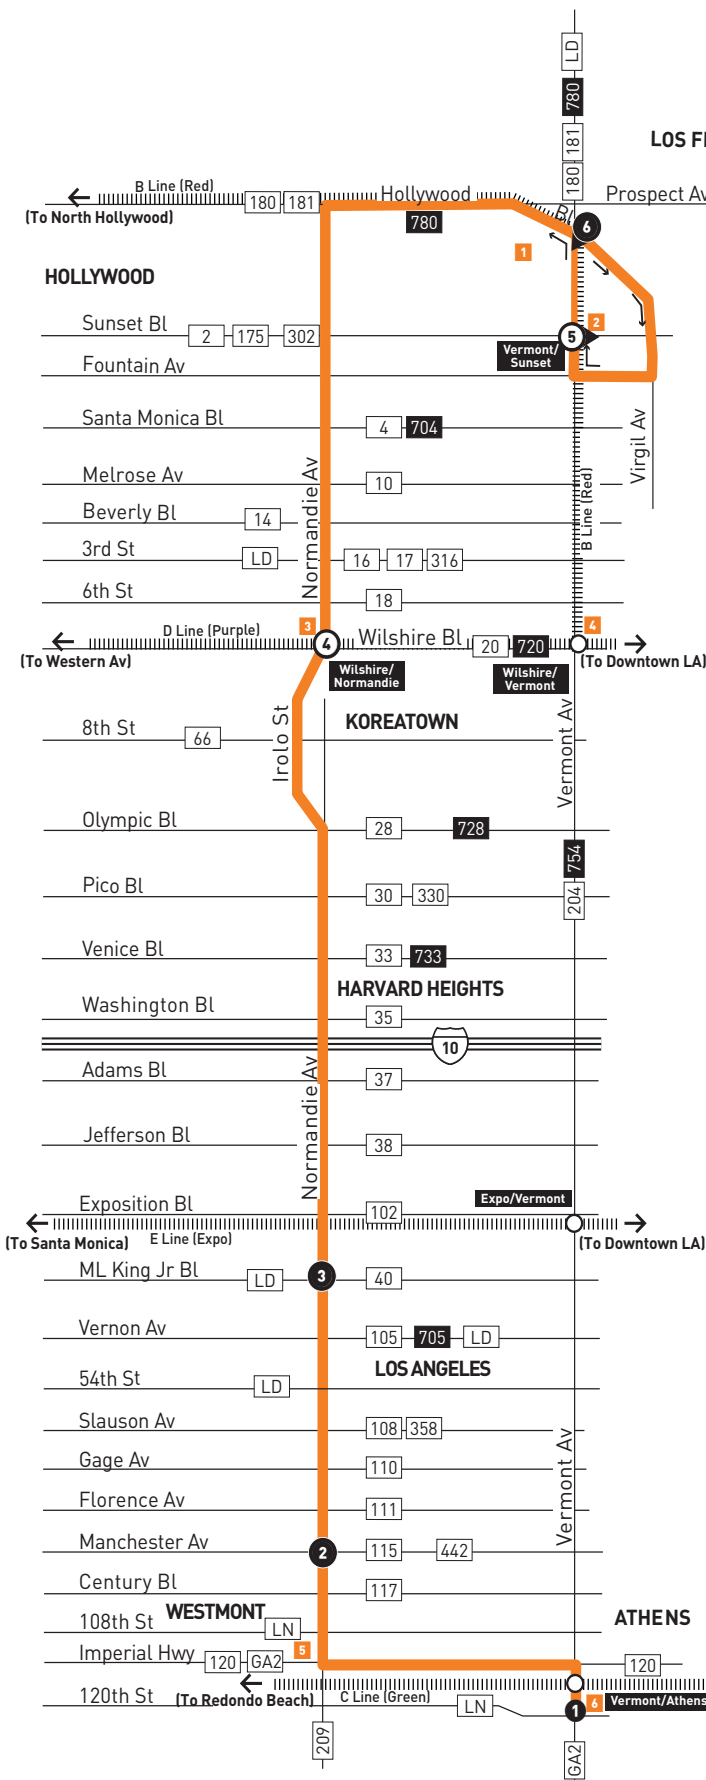 LD
780
181
180
LOS F
B Line (Red)
180 181
Hollywood
Bl
Prospect Av
(To North Hollywood)
780
6
1
HOLLYWOOD
Sunset Bl
2 175 302
5
2
Vermont/
Sunset
Fountain Av
Santa Monica Bl
4 704
Virgil Av
Melrose Av
10
Normandie Av
B Line (Red)
Beverly Bl
14
3rd St
LD
16 17 316
6th St
18
3
4
D Line (Purple)
4
Wilshire Bl
20 720
(To Western Av)
(To Downtown LA)
Wilshire/
Normandie
Wilshire/
Vermont
8th St
66
Irolo St
KOREATOWN
Vermont Av
Olympic Bl
28 728
754
204
Pico Bl
30 330
Venice Bl
33 733
HARVARD HEIGHTS
Washington Bl
35
10
Adams Bl
37
Normandie Av
Jefferson Bl
38
Exposition Bl
102
Expo/Vermont
(To Santa Monica)
E Line (Expo)
(To Downtown LA)
ML King Jr Bl
LD
3
40
Vernon Av
105 705 LD
LOS ANGELES
54th St
LD
Slauson Av
108 358
Gage Av
110
Vermont Av
Florence Av
111
Manchester Av
2
115 442
Century Bl
117
108th St
WESTMONT
LN
ATHENS
Imperial Hwy
120 GA2
5
120
120th St
(To Redondo Beach)
C Line (Green)
LN
1
6
Vermont/Athens
209
GA2